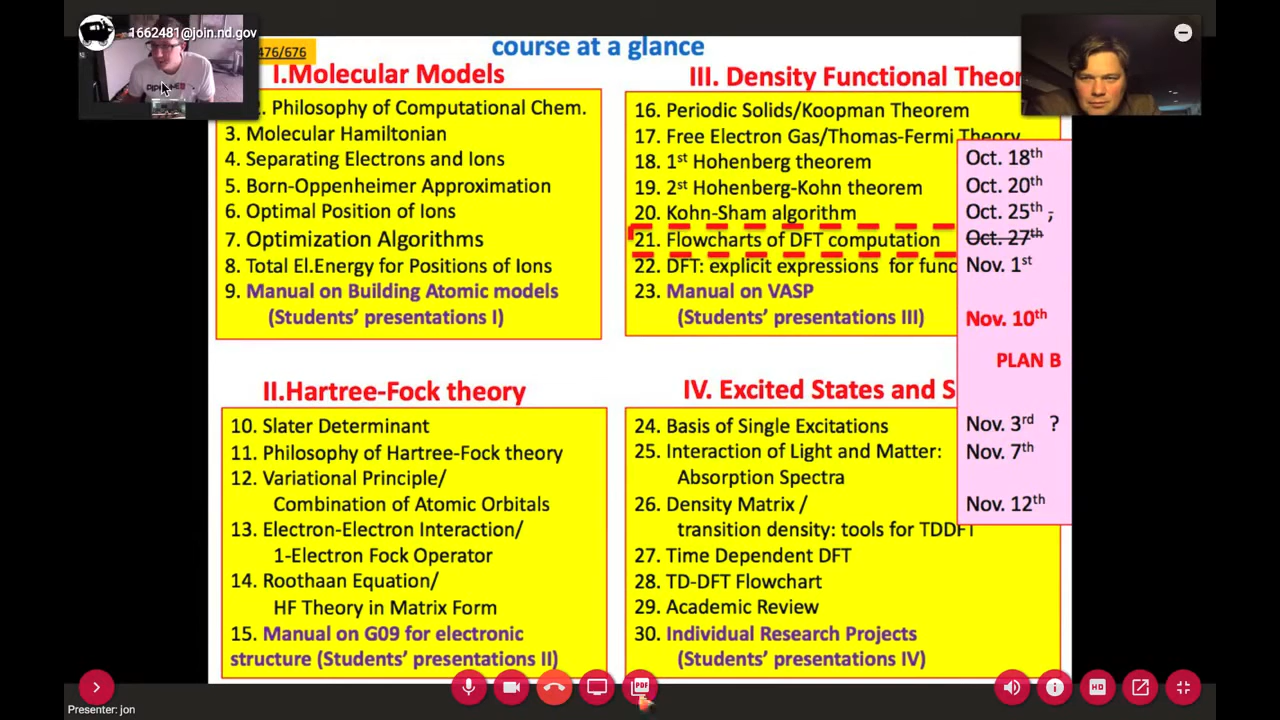 1662481@join.nd.gov
476/676
course at a glance
I.Molecular Models
2. Philosophy of Computational Chem.
3. Molecular Hamiltonian
4. Separating Electrons and Ions
5. Born-Oppenheimer Approximation
6. Optimal Position of Ions
7. Optimization Algorithms
8. Total El.Energy for Positions of Ions
9. Manual on Building Atomic models
(Students’ presentations I)
III. Density Functional Theor
16. Periodic Solids/Koopman Theorem
17. Free Electron Gas/Thomas-Fermi Theory
18. 1st Hohenberg theorem
19. 2st Hohenberg-Kohn theorem
20. Kohn-Sham algorithm
21. Flowcharts of DFT computation
22. DFT: explicit expressions for func
23. Manual on VASP
(Students’ presentations III)
Oct. 18th
Oct. 20th
Oct. 25th ,
Oct. 27th
Nov. 1st
Nov. 10th
PLAN B
Nov. 3rd ?
Nov. 7th
Nov. 12th
II.Hartree-Fock theory
10. Slater Determinant
11. Philosophy of Hartree-Fock theory
12. Variational Principle/
Combination of Atomic Orbitals
13. Electron-Electron Interaction/
1-Electron Fock Operator
14. Roothaan Equation/
HF Theory in Matrix Form
15. Manual on G09 for electronic
structure (Students’ presentations II)
IV. Excited States and S
24. Basis of Single Excitations
25. Interaction of Light and Matter:
Absorption Spectra
26. Density Matrix /
transition density: tools for TDDFT
27. Time Dependent DFT
28. TD-DFT Flowchart
29. Academic Review
30. Individual Research Projects
(Students’ presentations IV)
PDF
HD
Presenter: jon